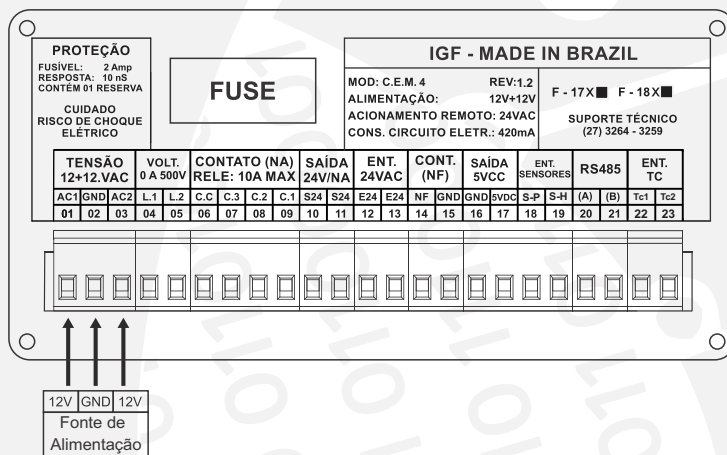 PROTEÇÃO
FUSÍVEL: 2 Amp
RESPOSTA: 10 nS
CONTÉM 01 RESERVA
CUIDADO
RISCO DE CHOQUE
ELÉTRICO
FUSE
IGF - MADE IN BRAZIL
MOD: C.E.M. 4 REV:1.2
ALIMENTAÇÃO: 12V+12V
ACIONAMENTO REMOTO: 24VAC
CONS. CIRCUITO ELETR.: 420mA
F - 17X F - 18X
SUPORTE TÉCNICO
(27) 3264 - 3259
TENSÃO 12+12.VAC
VOLT. 0 A 500V
CONTATO (NA) RELE: 10A MAX
SAÍDA 24V/NA
ENT. 24VAC
CONT. (NF)
SAÍDA 5VCC
ENT. SENSORES
RS485
ENT. TC
AC1 GND AC2 L.1 L.2 C.C C.3 C.2 C.1 S24 S24 E24 E24 NF GND GND 5VDC S-P S-H (A) (B) Tc1 Tc2
01 02 03 04 05 06 07 08 09 10 11 12 13 14 15 16 17 18 19 20 21 22 23
12V GND 12V
Fonte de
Alimentação